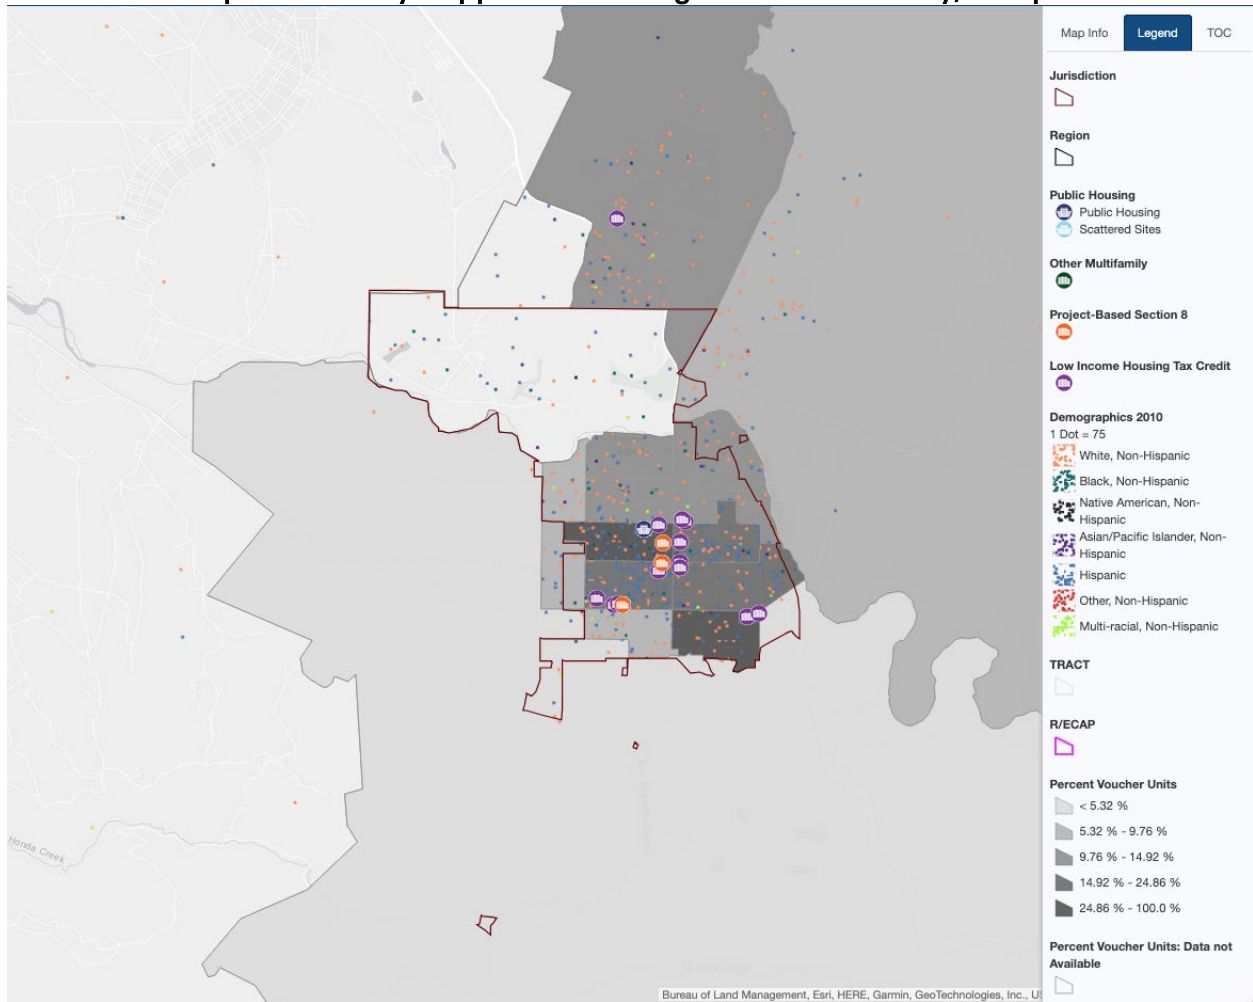 Map Info Legend TOC
Jurisdiction
Region
Public Housing
Public Housing
Scattered Sites
Other Multifamily
Project-Based Section 8
Low Income Housing Tax Credit
Demographics 2010
1 Dot = 75
White, Non-Hispanic
Black, Non-Hispanic
Native American, Non-
Hispanic
Asian/Pacific Islander, Non-
Hispanic
Hispanic
Other, Non-Hispanic
Multi-racial, Non-Hispanic
TRACT
R/ECAP
Percent Voucher Units
< 5.32 %
5.32 % - 9.76 %
9.76 % - 14.92 %
14.92 % - 24.86 %
24.86 % - 100.0 %
Percent Voucher Units: Data not
Available
Honda Creek
Bureau of Land Management, Esri, HERE, Garmin, GeoTechnologies, Inc., U